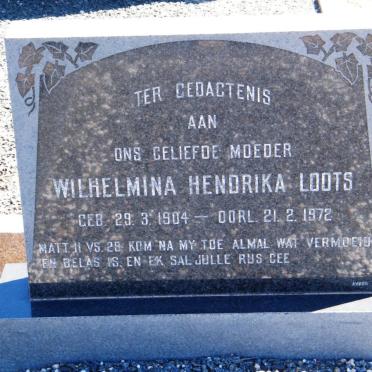 TER GEDACTENIS
AAN
ONS GELIEFDE MOEDER
WILHELMINA HENDRIKA LOOTS
GEB. 29. 3. 1904 — OORL. 21. 2. 1972
MATT. 11 VS. 28. KOM NA MY TOE ALMAL WAT VERMOEID
EN BELAS IS, EN EK SAL JULLE RUS GEE